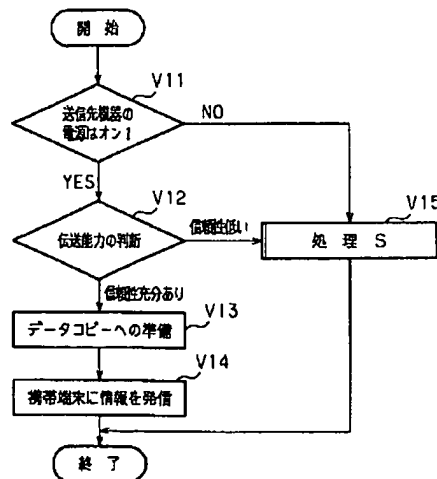 開 始
V11
送信先機器の
電源はオン?
NO
YES
V12
V15
伝送能力の判断
信頼性低い
処 理 S
信頼性充分あり
V13
データコピーへの準備
V14
携帯端末に情報を発信
終 了